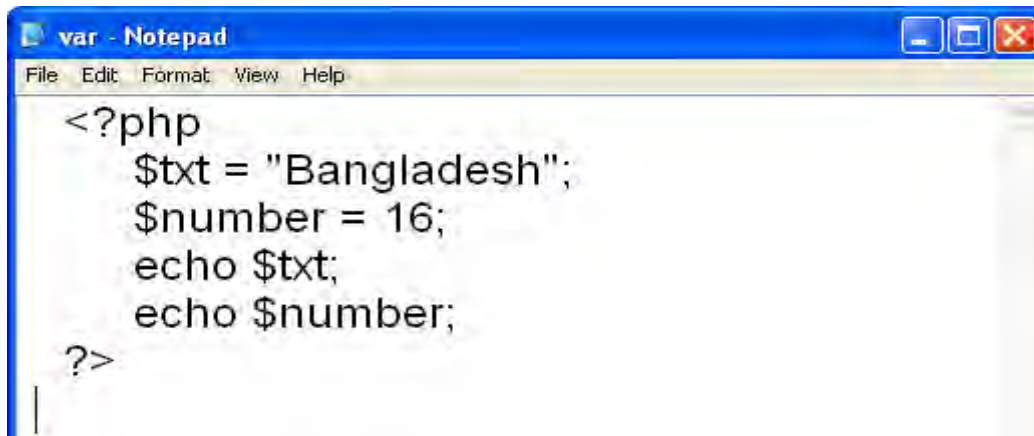 var - Notepad
File Edit Format View Help
<?php
$txt = "Bangladesh";
$number = 16;
echo $txt;
echo $number;
?>